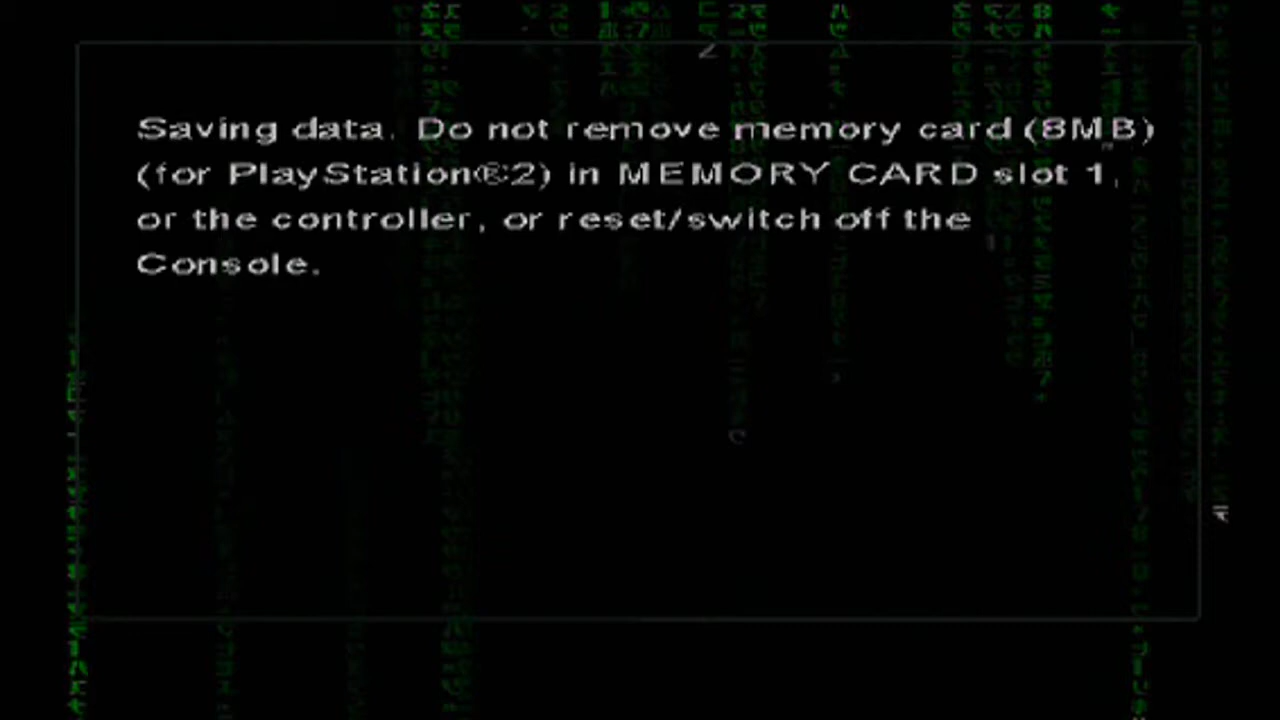 Saving data. Do not remove memory card (8MB)
(for PlayStation®2) in MEMORY CARD slot 1,
or the controller, or reset/switch off the
Console.